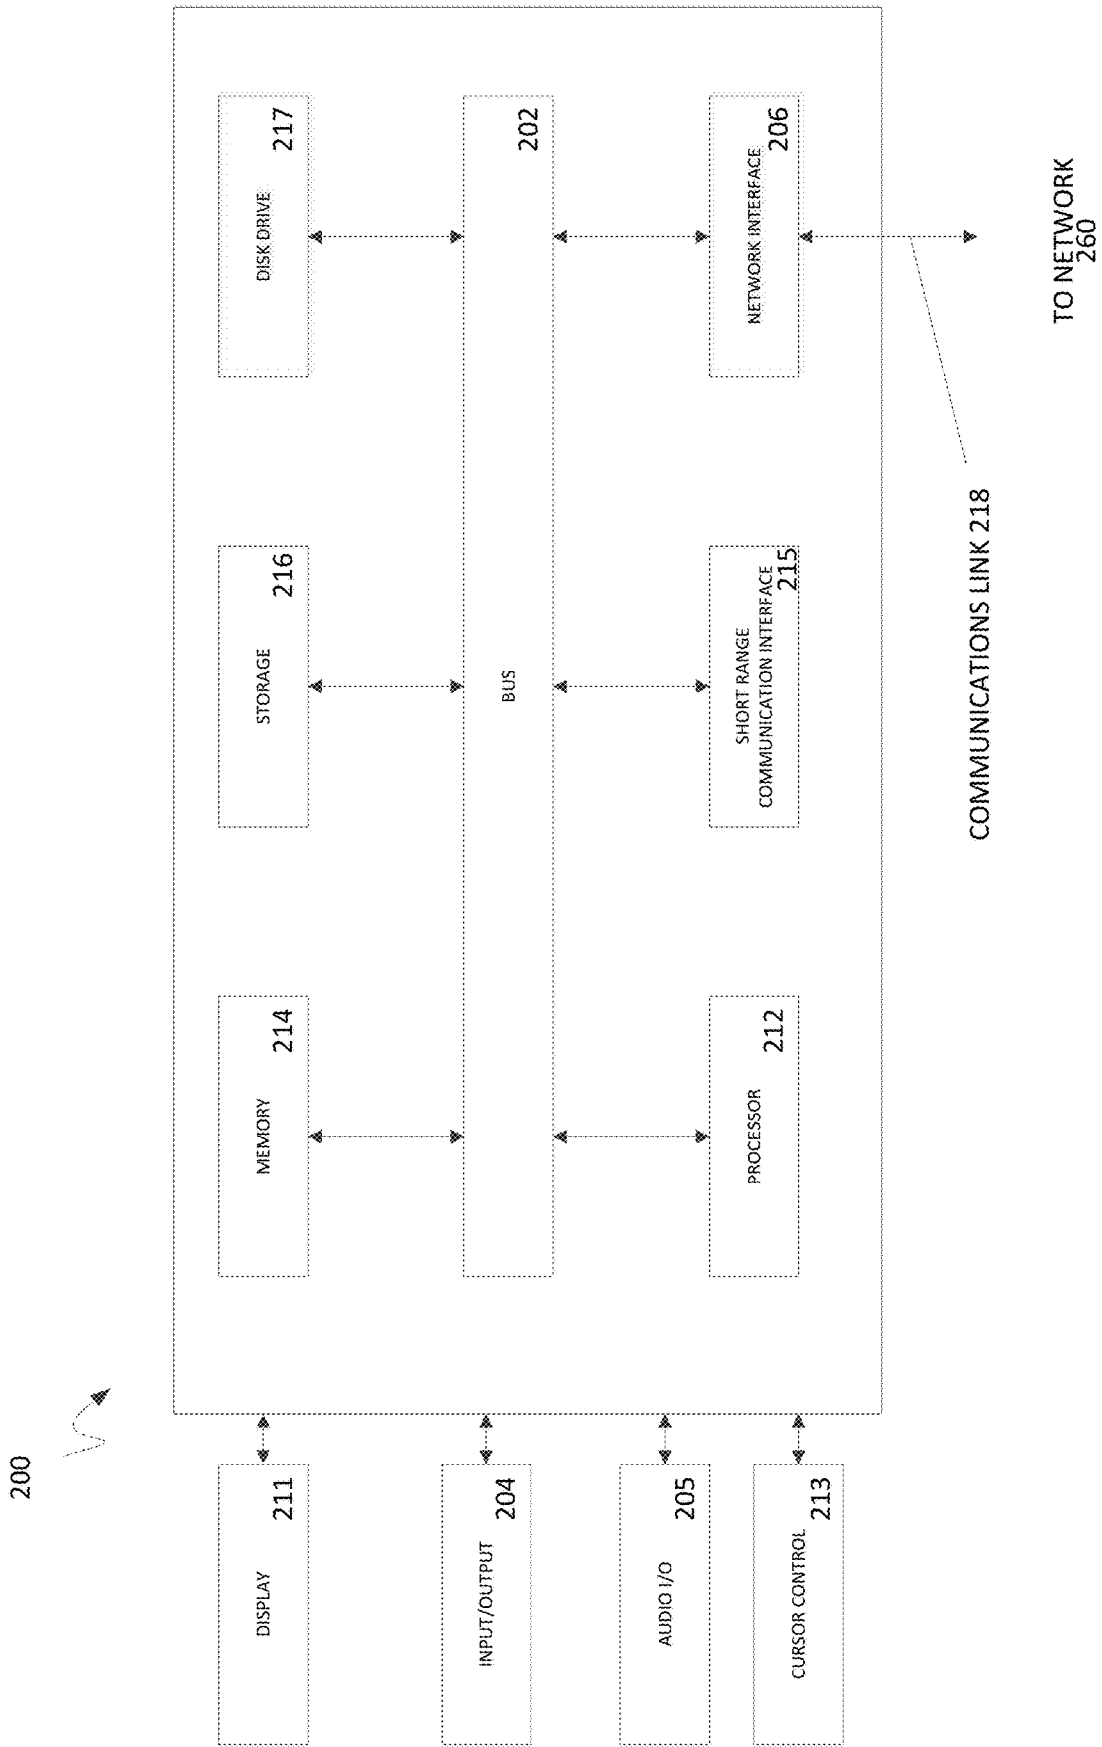 200
DISPLAY
211
INPUT/OUTPUT
204
AUDIO I/O
205
CURSOR CONTROL
213
MEMORY
214
STORAGE
216
DISK DRIVE
217
BUS
202
PROCESSOR
212
SHORT RANGE
COMMUNICATION INTERFACE
215
NETWORK INTERFACE
206
COMMUNICATIONS LINK 218
TO NETWORK
260